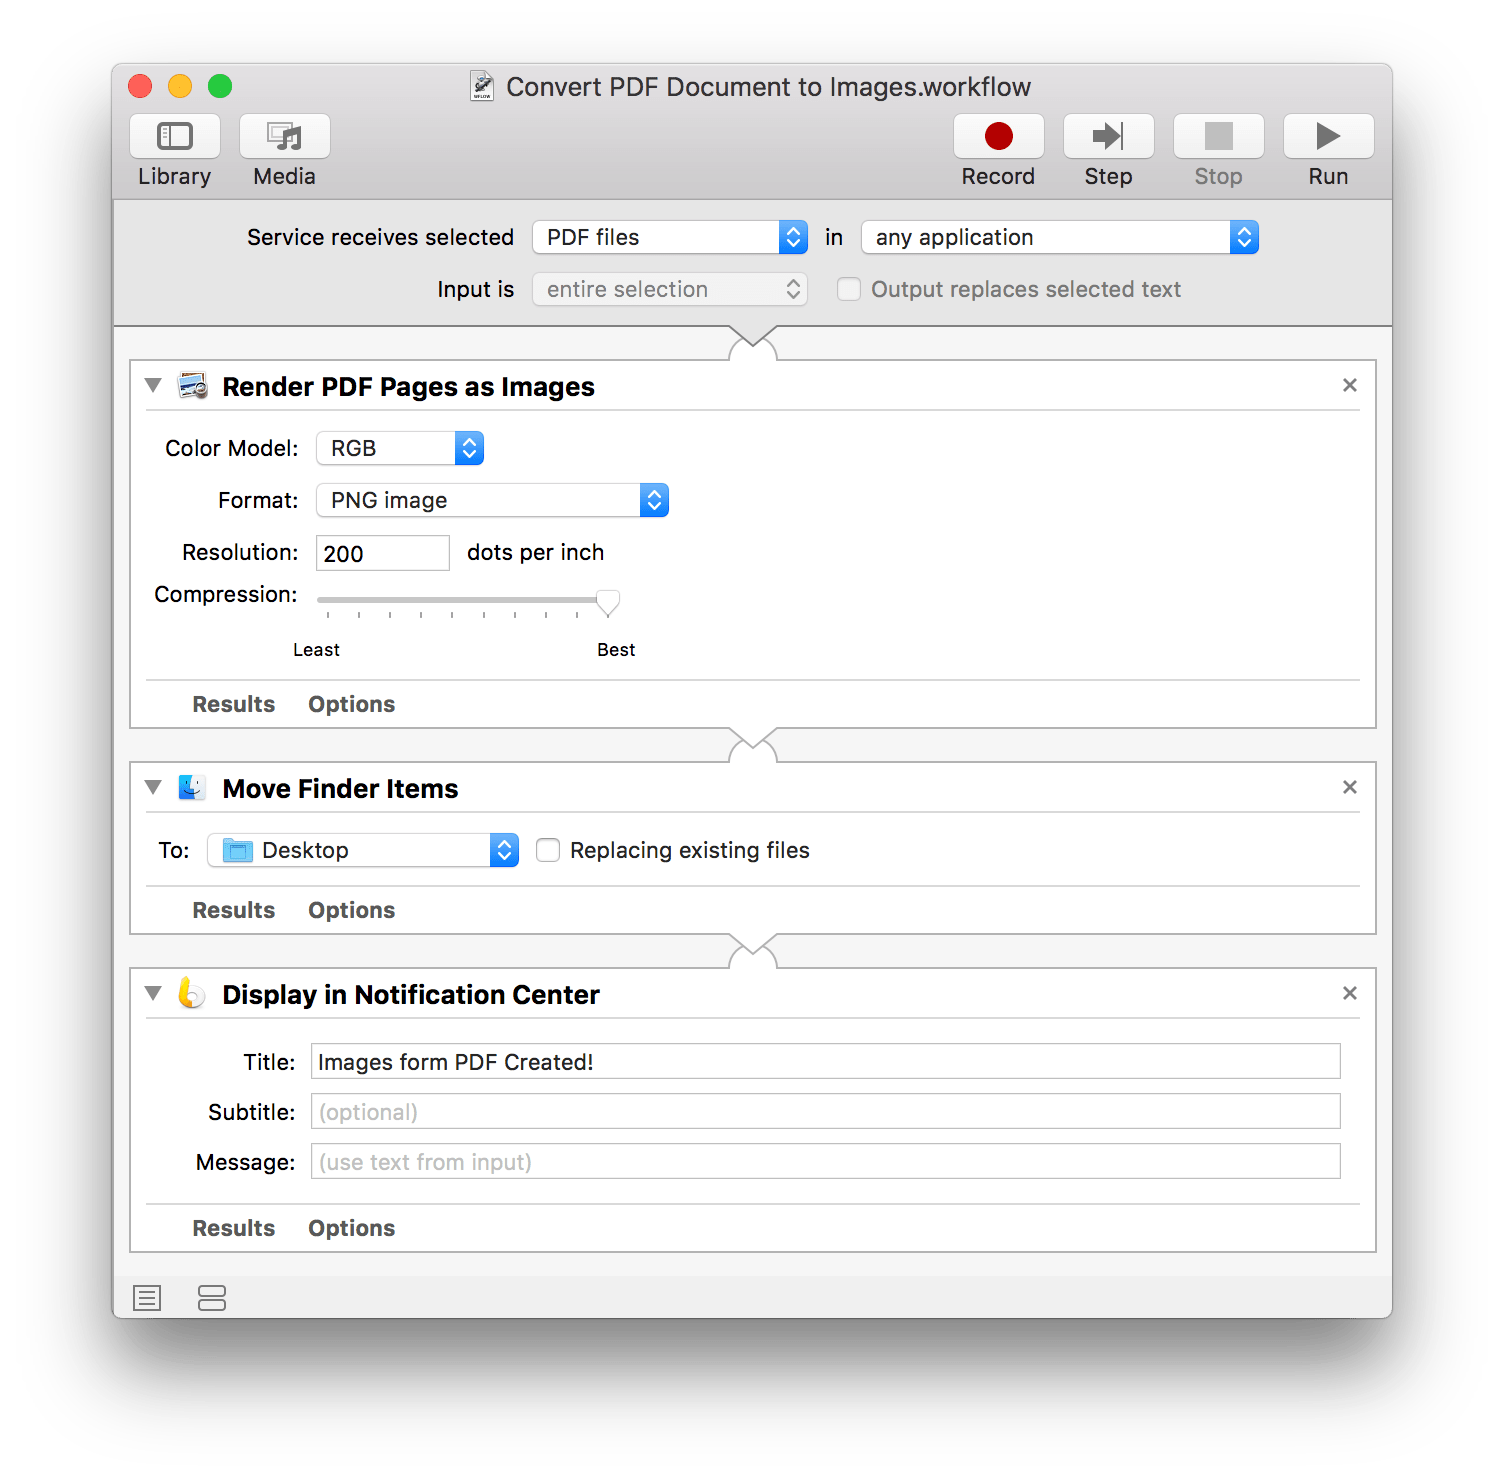 Convert PDF Document to Images.workflow
Library Media Record Step Stop Run
Service receives selected PDF files in any application
Input is entire selection Output replaces selected text
Render PDF Pages as Images
Color Model: RGB
Format: PNG image
Resolution: 200 dots per inch
Compression:
Least Best
Results Options
Move Finder Items
To: Desktop Replacing existing files
Results Options
Display in Notification Center
Title: Images form PDF Created!
Subtitle: (optional)
Message: (use text from input)
Results Options